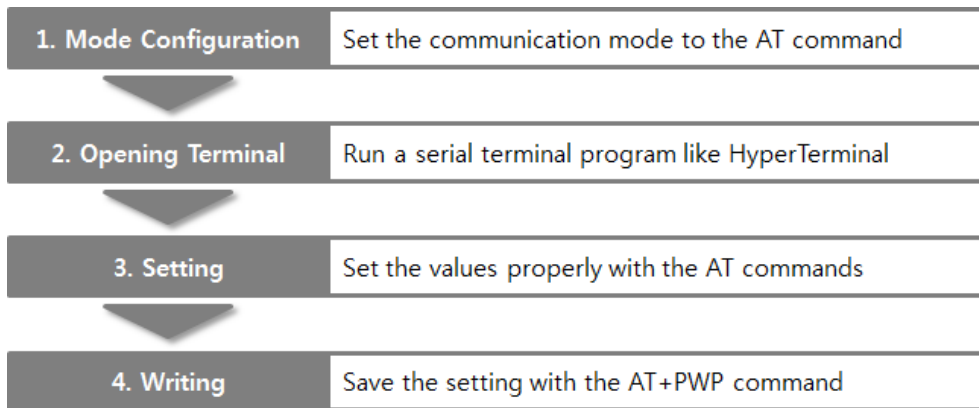 1. Mode Configuration Set the communication mode to the AT command
2. Opening Terminal Run a serial terminal program like HyperTerminal
3. Setting Set the values properly with the AT commands
4. Writing Save the setting with the AT+PWP command